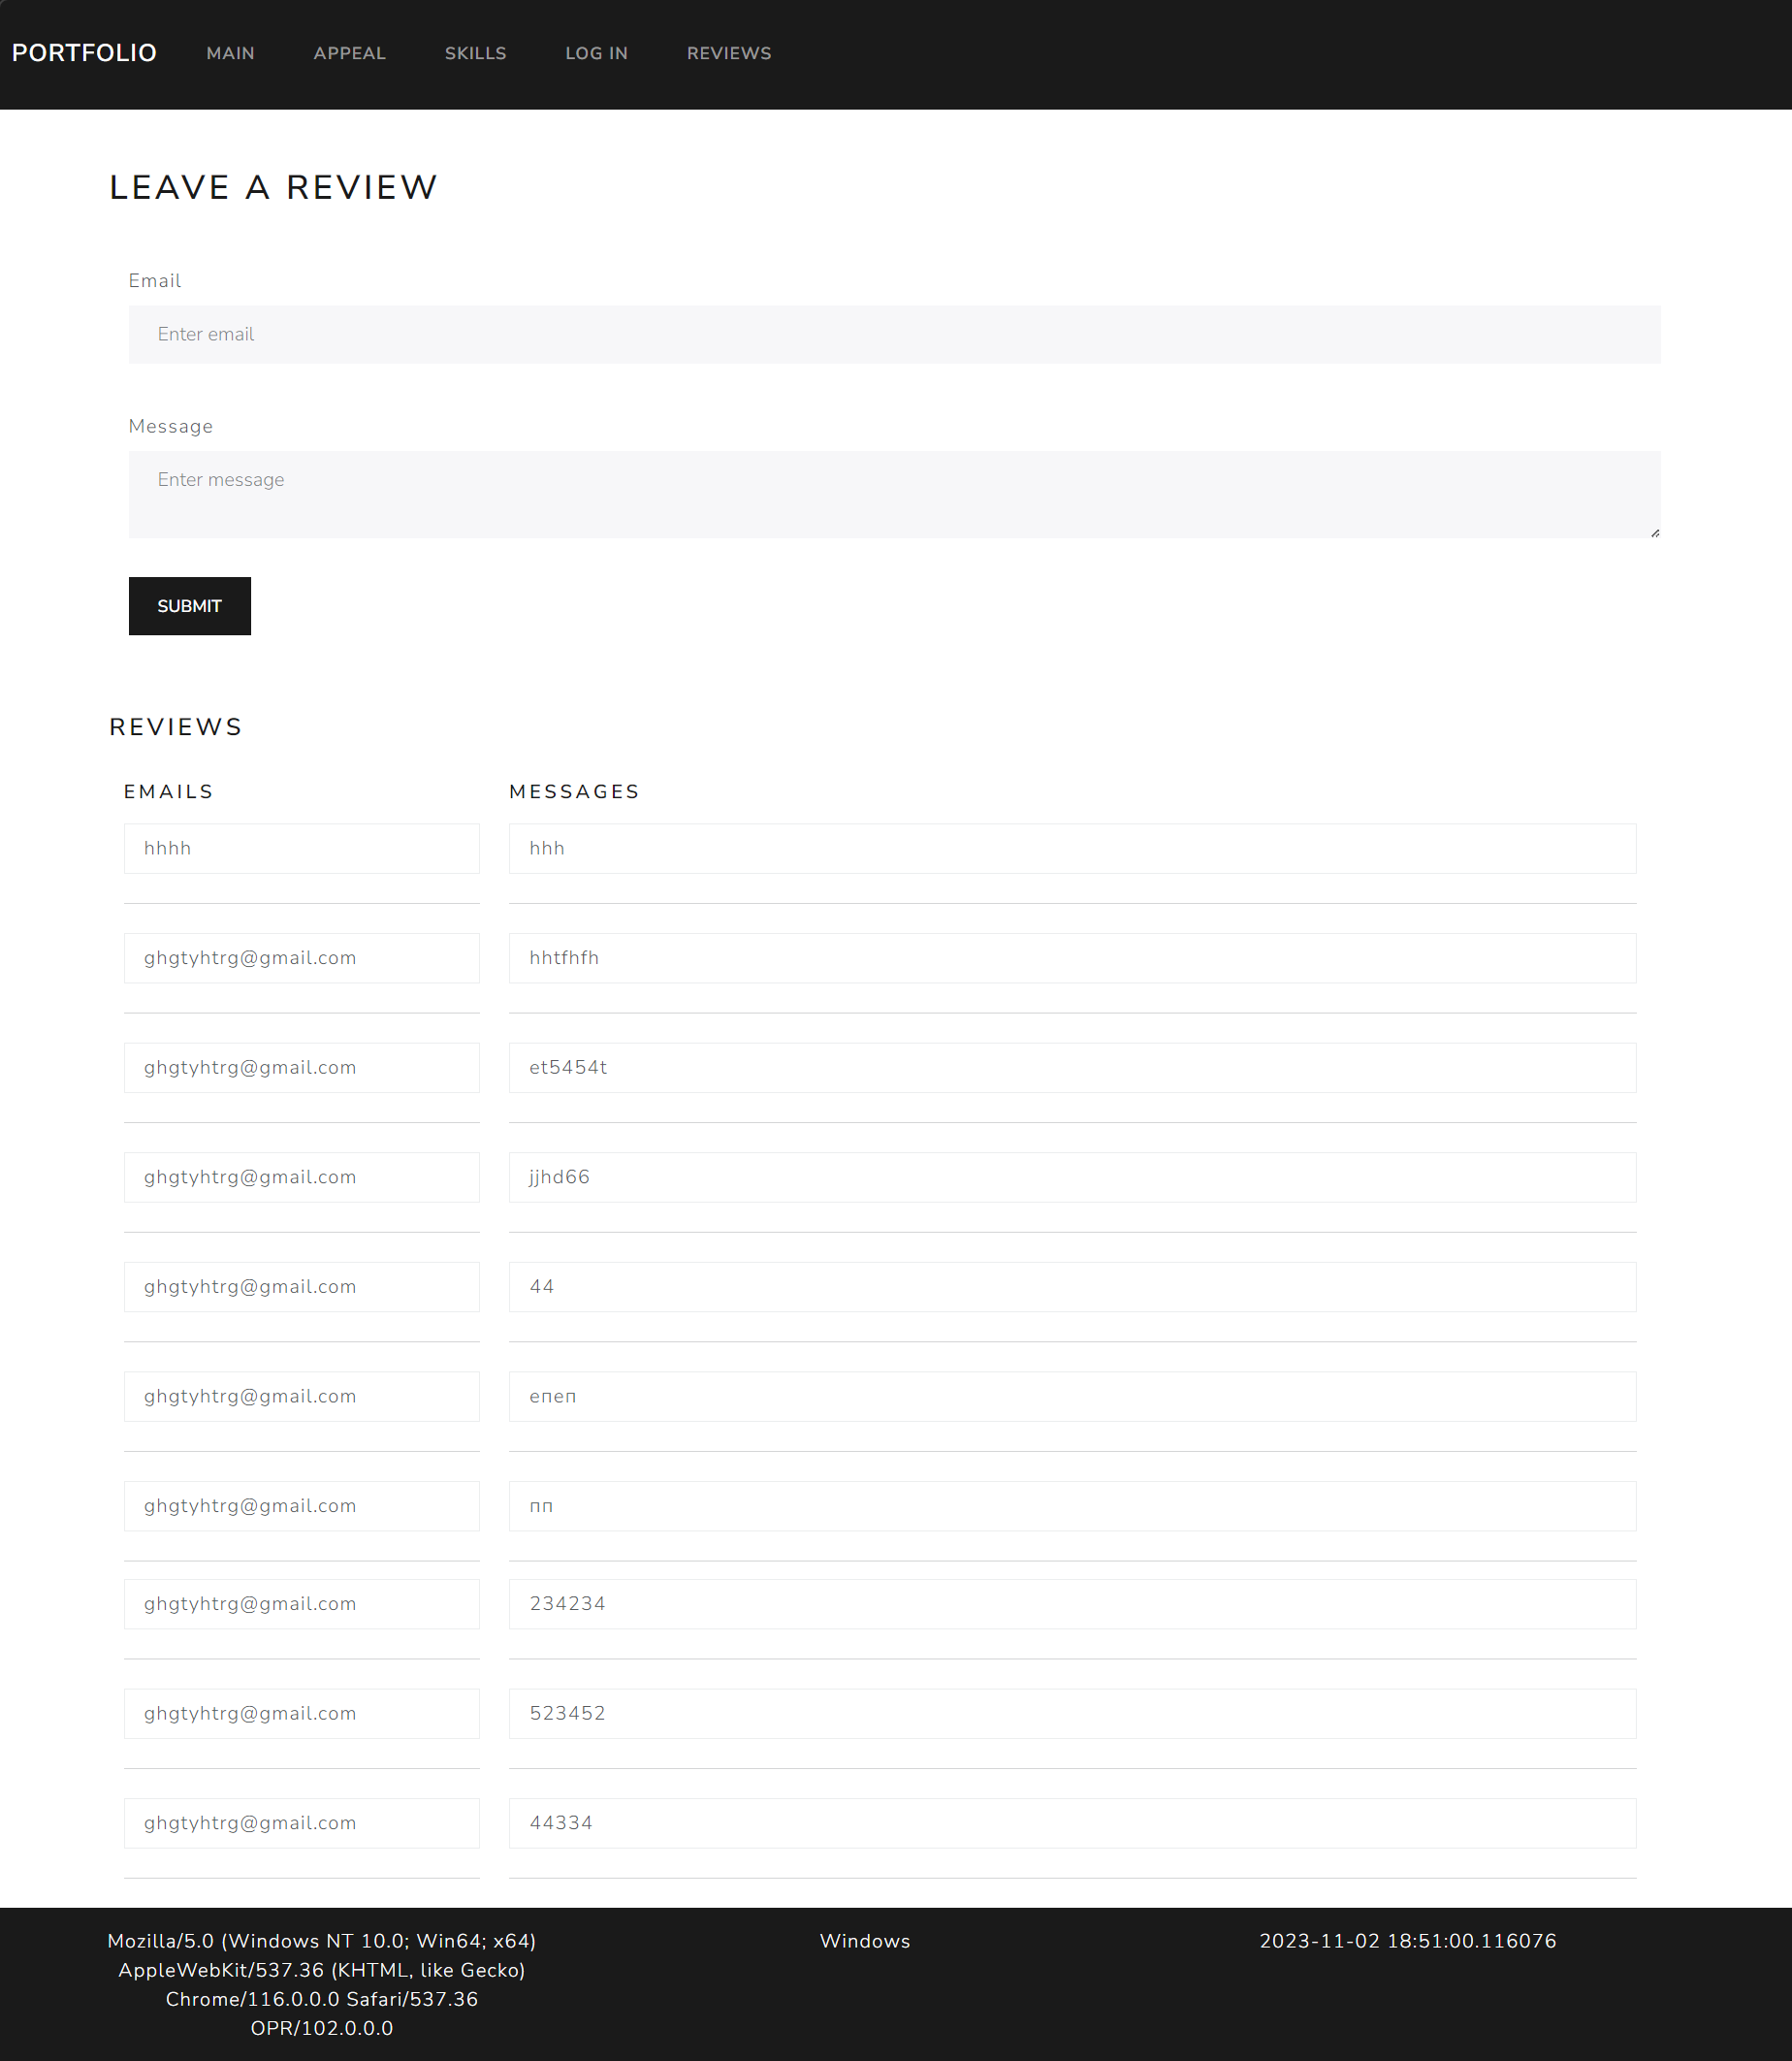 PORTFOLIO MAIN APPEAL SKILLS LOG IN REVIEWS
LEAVE A REVIEW
Email
Enter email
Message
Enter message
SUBMIT
REVIEWS
EMAILS MESSAGES
hhhh hhh
ghgtyhtrg@gmail.com hhtfhfh
ghgtyhtrg@gmail.com et5454t
ghgtyhtrg@gmail.com jjhd66
ghgtyhtrg@gmail.com 44
ghgtyhtrg@gmail.com епеп
ghgtyhtrg@gmail.com пп
ghgtyhtrg@gmail.com 234234
ghgtyhtrg@gmail.com 523452
ghgtyhtrg@gmail.com 44334
Mozilla/5.0 (Windows NT 10.0; Win64; x64) Windows 2023-11-02 18:51:00.116076
AppleWebKit/537.36 (KHTML, like Gecko)
Chrome/116.0.0.0 Safari/537.36
OPR/102.0.0.0